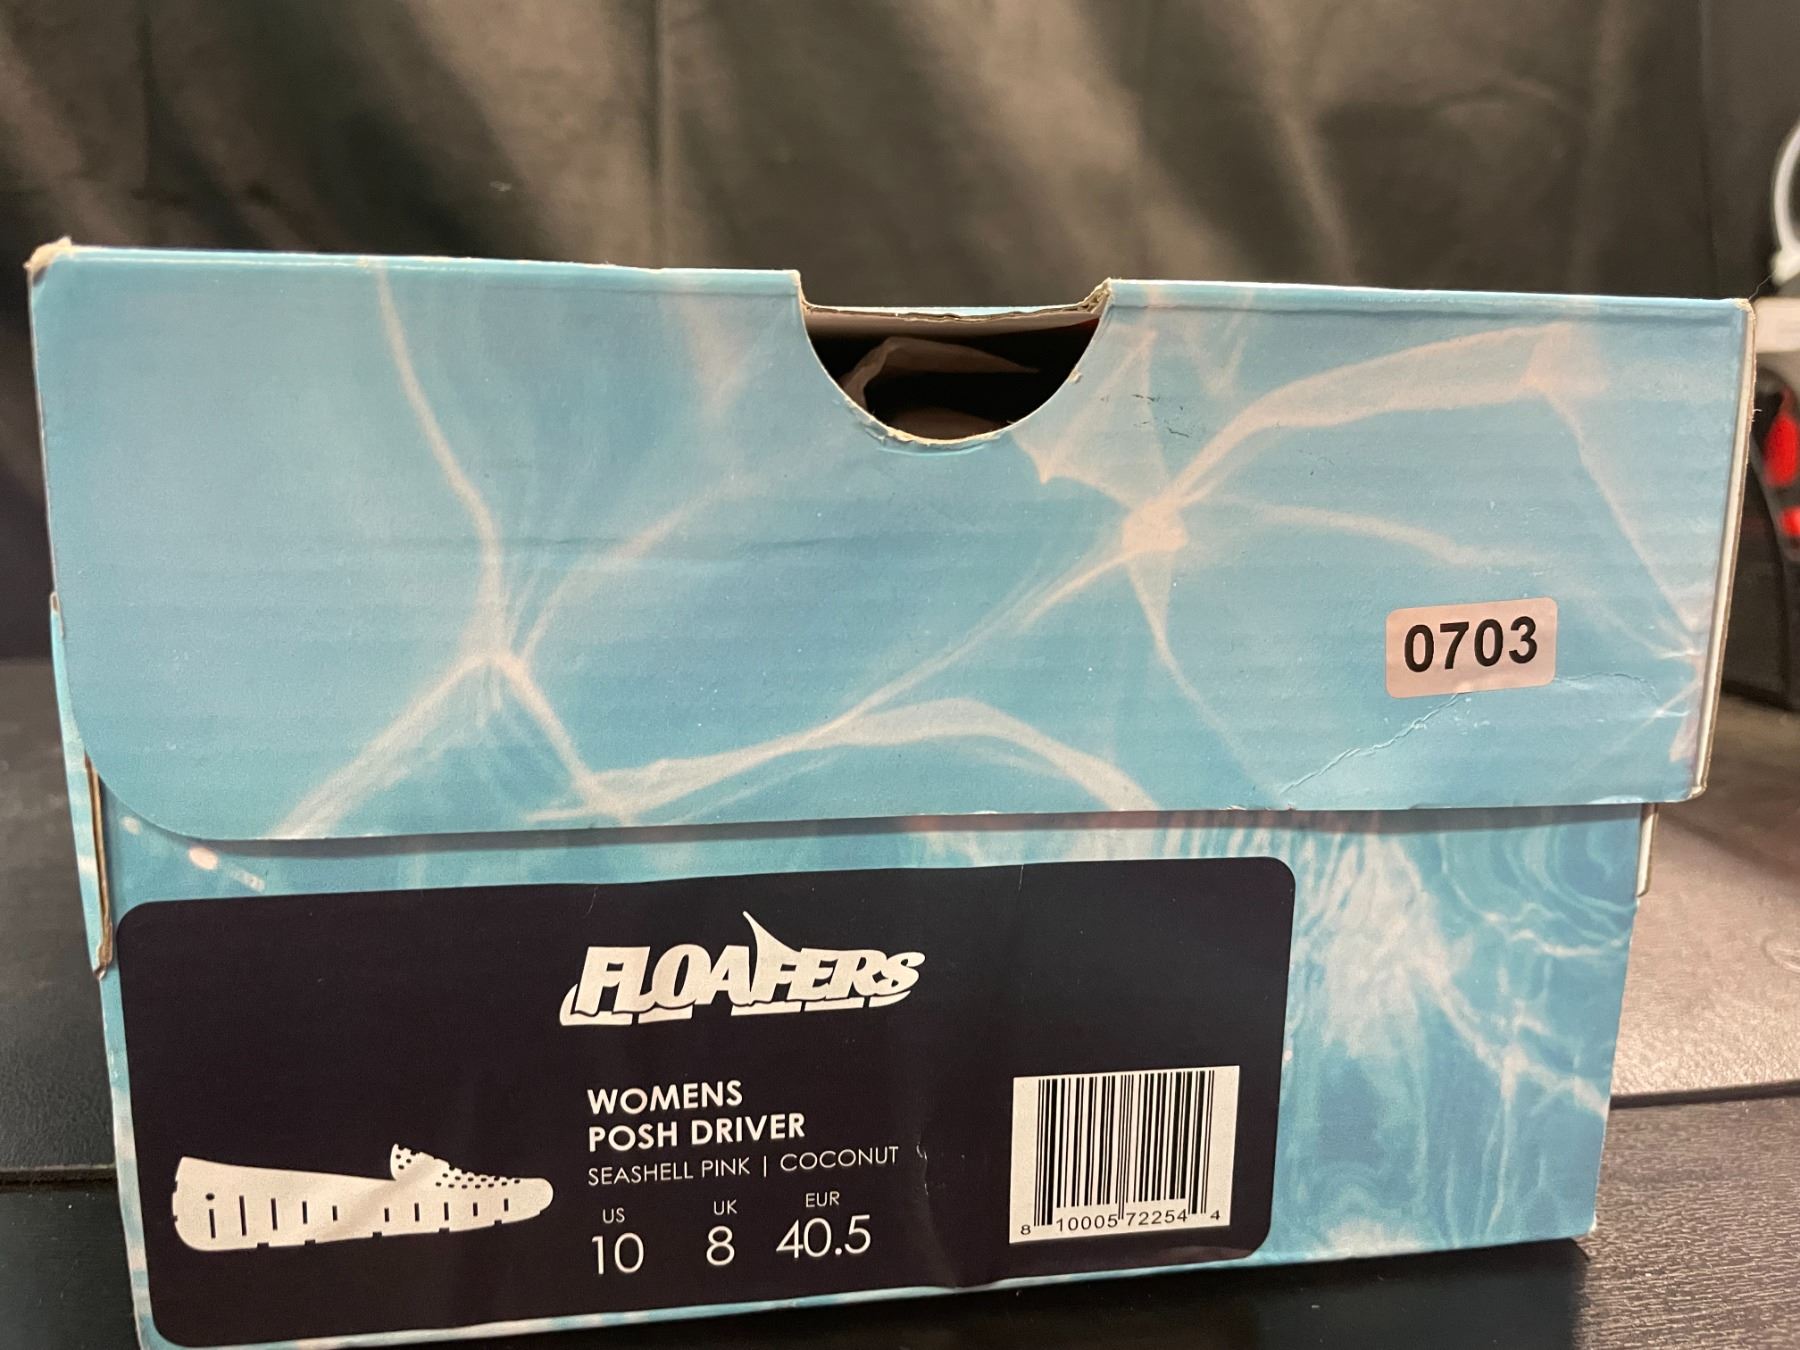 0703
FLOAFERS
WOMENS
POSH DRIVER
SEASHELL PINK | COCONUT
US UK EUR
10 8 40.5
8 10005 72254 4